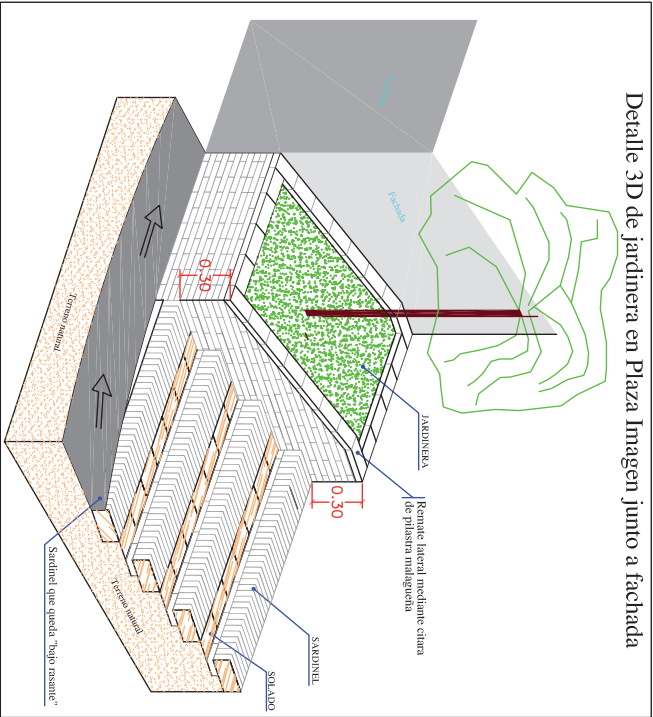 Detalle 3D de jardinera en Plaza Imagen junto a fachada
Fachada
JARDINERA
Remate lateral mediante citara
de pilastra malagueña
0.30
0.30
SARDINEL
SOLADO
Terreno natural
Terreno natural
Sardinel que queda "bajo rasante"